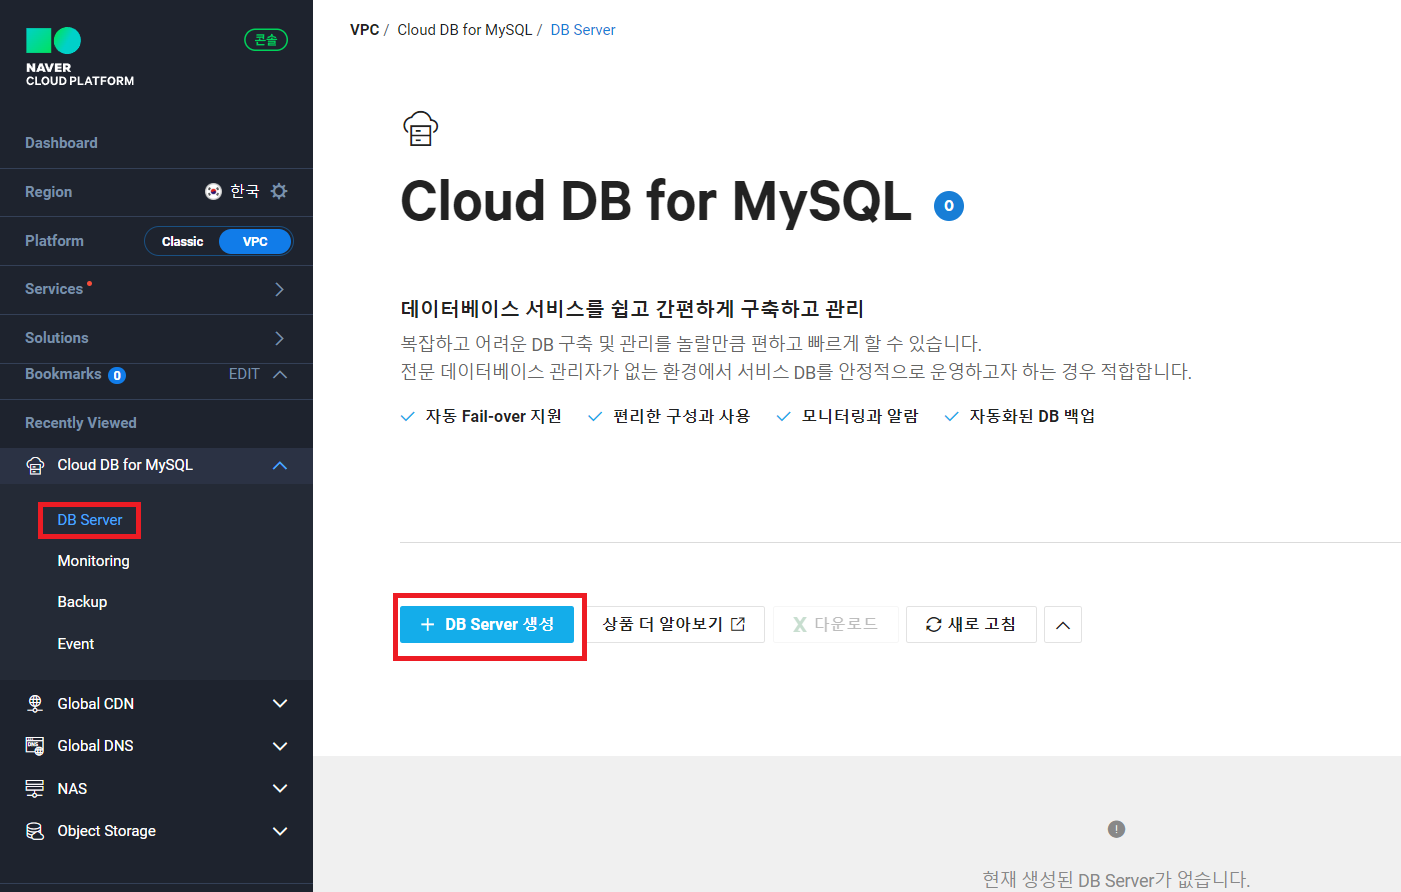 콘솔
NAVER
CLOUD PLATFORM
Dashboard
Region 한국
Platform Classic VPC
Services
Solutions
Bookmarks 0 EDIT
Recently Viewed
Cloud DB for MySQL
DB Server
Monitoring
Backup
Event
Global CDN
Global DNS
NAS
Object Storage
VPC / Cloud DB for MySQL / DB Server
Cloud DB for MySQL 0
데이터베이스 서비스를 쉽고 간편하게 구축하고 관리
복잡하고 어려운 DB 구축 및 관리를 놀랄만큼 편하고 빠르게 할 수 있습니다.
전문 데이터베이스 관리자가 없는 환경에서 서비스 DB를 안정적으로 운영하고자 하는 경우 적합합니다.
자동 Fail-over 지원 편리한 구성과 사용 모니터링과 알람 자동화된 DB 백업
+ DB Server 생성 상품 더 알아보기 다운로드 새로 고침
현재 생성된 DB Server가 없습니다.